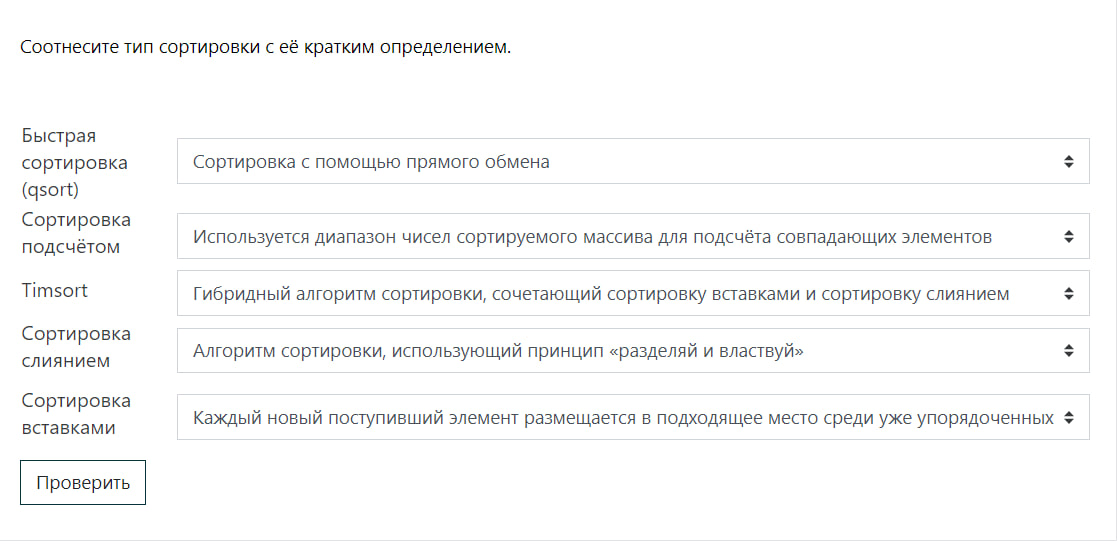 Соотнесите тип сортировки с её кратким определением.
Быстрая
сортировка
(qsort)
Сортировка с помощью прямого обмена
Сортировка
подсчётом
Используется диапазон чисел сортируемого массива для подсчёта совпадающих элементов
Timsort
Гибридный алгоритм сортировки, сочетающий сортировку вставками и сортировку слиянием
Сортировка
слиянием
Алгоритм сортировки, использующий принцип «разделяй и властвуй»
Сортировка
вставками
Каждый новый поступивший элемент размещается в подходящее место среди уже упорядоченных
Проверить